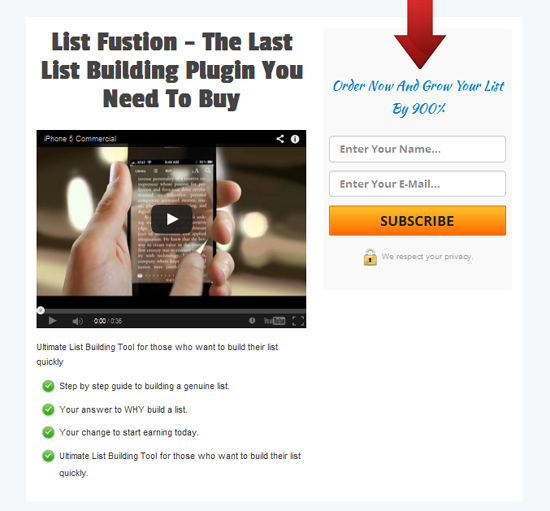 List Fustion – The Last
List Building Plugin You
Need To Buy
iPhone 5 Commercial
0:00 / 0:36
YouTube
Ultimate List Building Tool for those who want to build their list
quickly
Step by step guide to building a genuine list.
Your answer to WHY build a list.
Your change to start earning today.
Ultimate List Building Tool for those who want to build their list
quickly.
Order Now And Grow Your List
By 900%
Enter Your Name...
Enter Your E-Mail...
SUBSCRIBE
We respect your privacy.